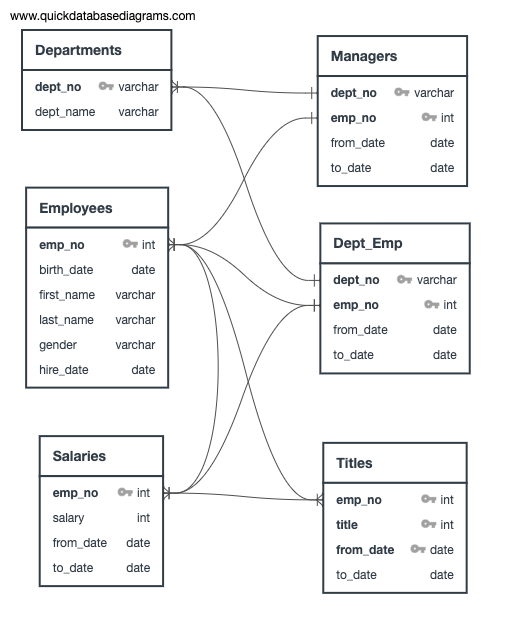 www.quickdatabasediagrams.com
Departments
dept_no varchar
dept_name varchar
Managers
dept_no varchar
emp_no int
from_date date
to_date date
Employees
emp_no int
birth_date date
first_name varchar
last_name varchar
gender varchar
hire_date date
Dept_Emp
dept_no varchar
emp_no int
from_date date
to_date date
Salaries
emp_no int
salary int
from_date date
to_date date
Titles
emp_no int
title int
from_date date
to_date date